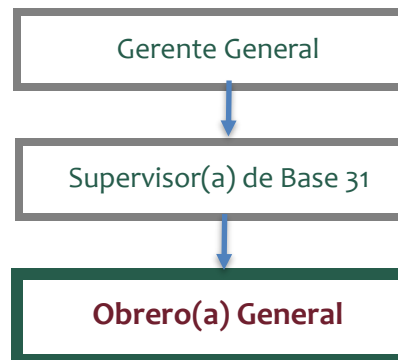 Gerente General
Supervisor(a) de Base 31
Obrero(a) General